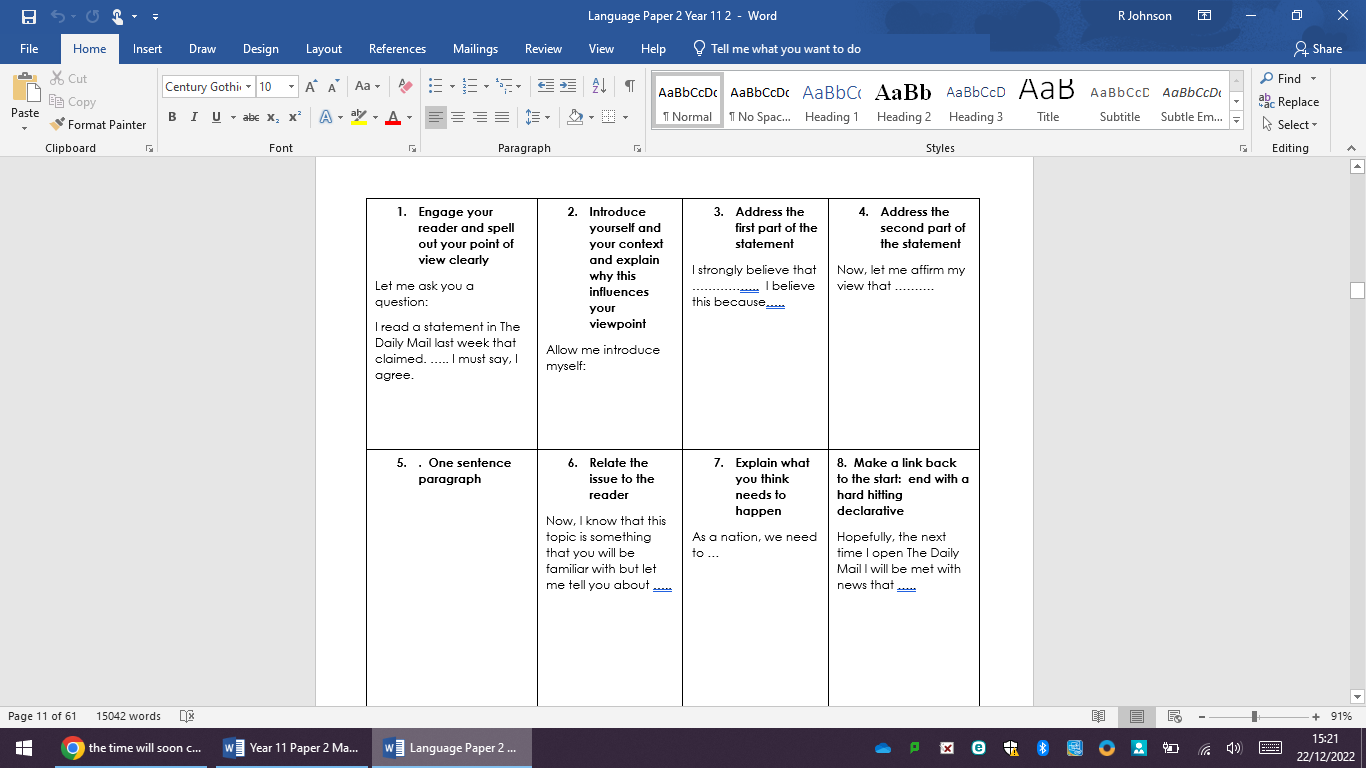 Language Paper 2 Year 11 2 - Word
R Johnson
File Home Insert Draw Design Layout References Mailings Review View Help Tell me what you want to do Share
Paste
Cut
Copy
Format Painter
Clipboard
Century Gothi 10
Font
Paragraph
AaBbCcDc AaBbCcDc AaBbC( AaBb AaBbCcD AaB AaBbCcD AaBbCcDc
¶ Normal ¶ No Spac... Heading 1 Heading 2 Heading 3 Title Subtitle Subtle Em...
Styles
Find
Replace
Select
Editing
1. Engage your
reader and spell
out your point of
view clearly
Let me ask you a
question:
I read a statement in The
Daily Mail last week that
claimed. ..... I must say, I
agree.
2. Introduce
yourself and
your context
and explain
why this
influences
your
viewpoint
Allow me introduce
myself:
3. Address the
first part of the
statement
I strongly believe that
................. I believe
this because.....
4. Address the
second part of
the statement
Now, let me affirm my
view that ..........
5. . One sentence
paragraph
6. Relate the
issue to the
reader
Now, I know that this
topic is something
that you will be
familiar with but let
me tell you about .....
7. Explain what
you think
needs to
happen
As a nation, we need
to ...
8. Make a link back
to the start: end with a
hard hitting
declarative
Hopefully, the next
time I open The Daily
Mail I will be met with
news that .....
Page 11 of 61 15042 words
91%
the time will soon c...
Year 11 Paper 2 Ma...
Language Paper 2 ...
15:21
22/12/2022